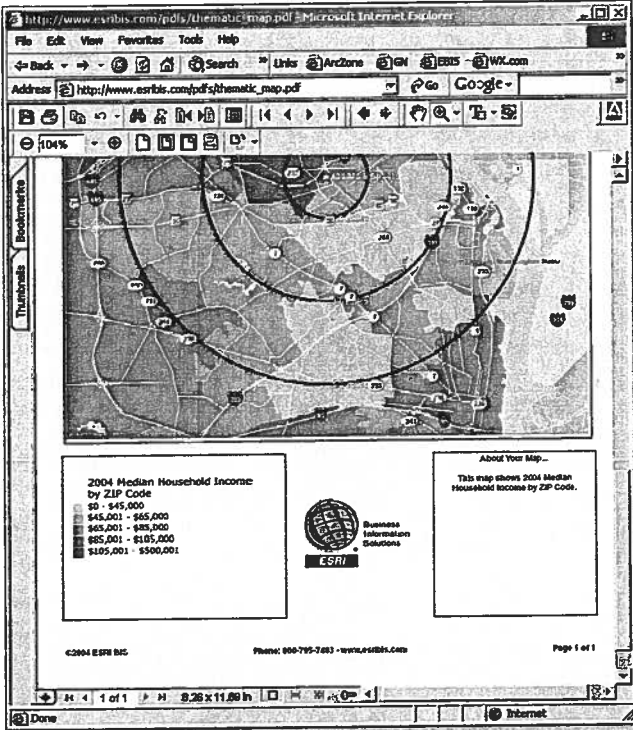 http://www.esribis.com/pdfs/thematic_map.pdf - Microsoft Internet Explorer
File Edit View Favorites Tools Help
Back Search Links ArcZone GN EBIS WX.com
Address http://www.esribis.com/pdfs/thematic_map.pdf Go Google
104%
Bookmarks
Thumbnails
2004 Median Household Income
by ZIP Code
$0 - $45,000
$45,001 - $65,000
$65,001 - $85,000
$85,001 - $105,000
$105,001 - $500,001
Business
Information
Solutions
ESRI
About Your Map...
This map shows 2004 Median
Household Income by ZIP Code.
©2004 ESRI BIS
Phone: 800-795-7483 - www.esribis.com
Page 1 of 1
1 of 1 8.26 x 11.69 in
Done Internet